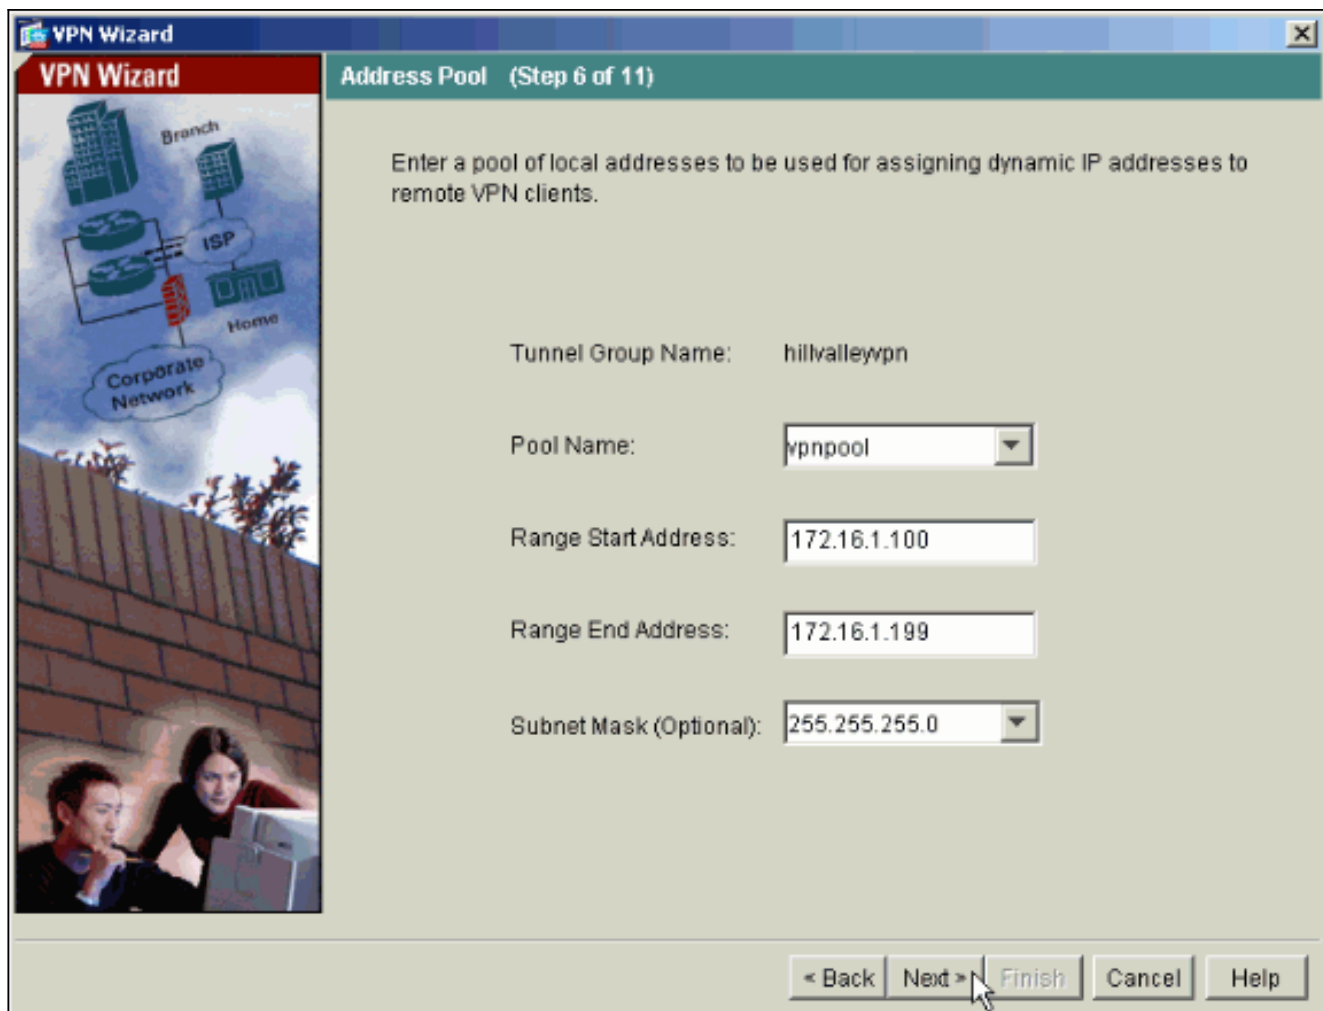 VPN Wizard
VPN Wizard
Address Pool (Step 6 of 11)
Branch
ISP
Home
Corporate
Network
Enter a pool of local addresses to be used for assigning dynamic IP addresses to
remote VPN clients.
Tunnel Group Name: hillvalleyvpn
Pool Name: vpnpool
Range Start Address: 172.16.1.100
Range End Address: 172.16.1.199
Subnet Mask (Optional): 255.255.255.0
< Back Next > Finish Cancel Help